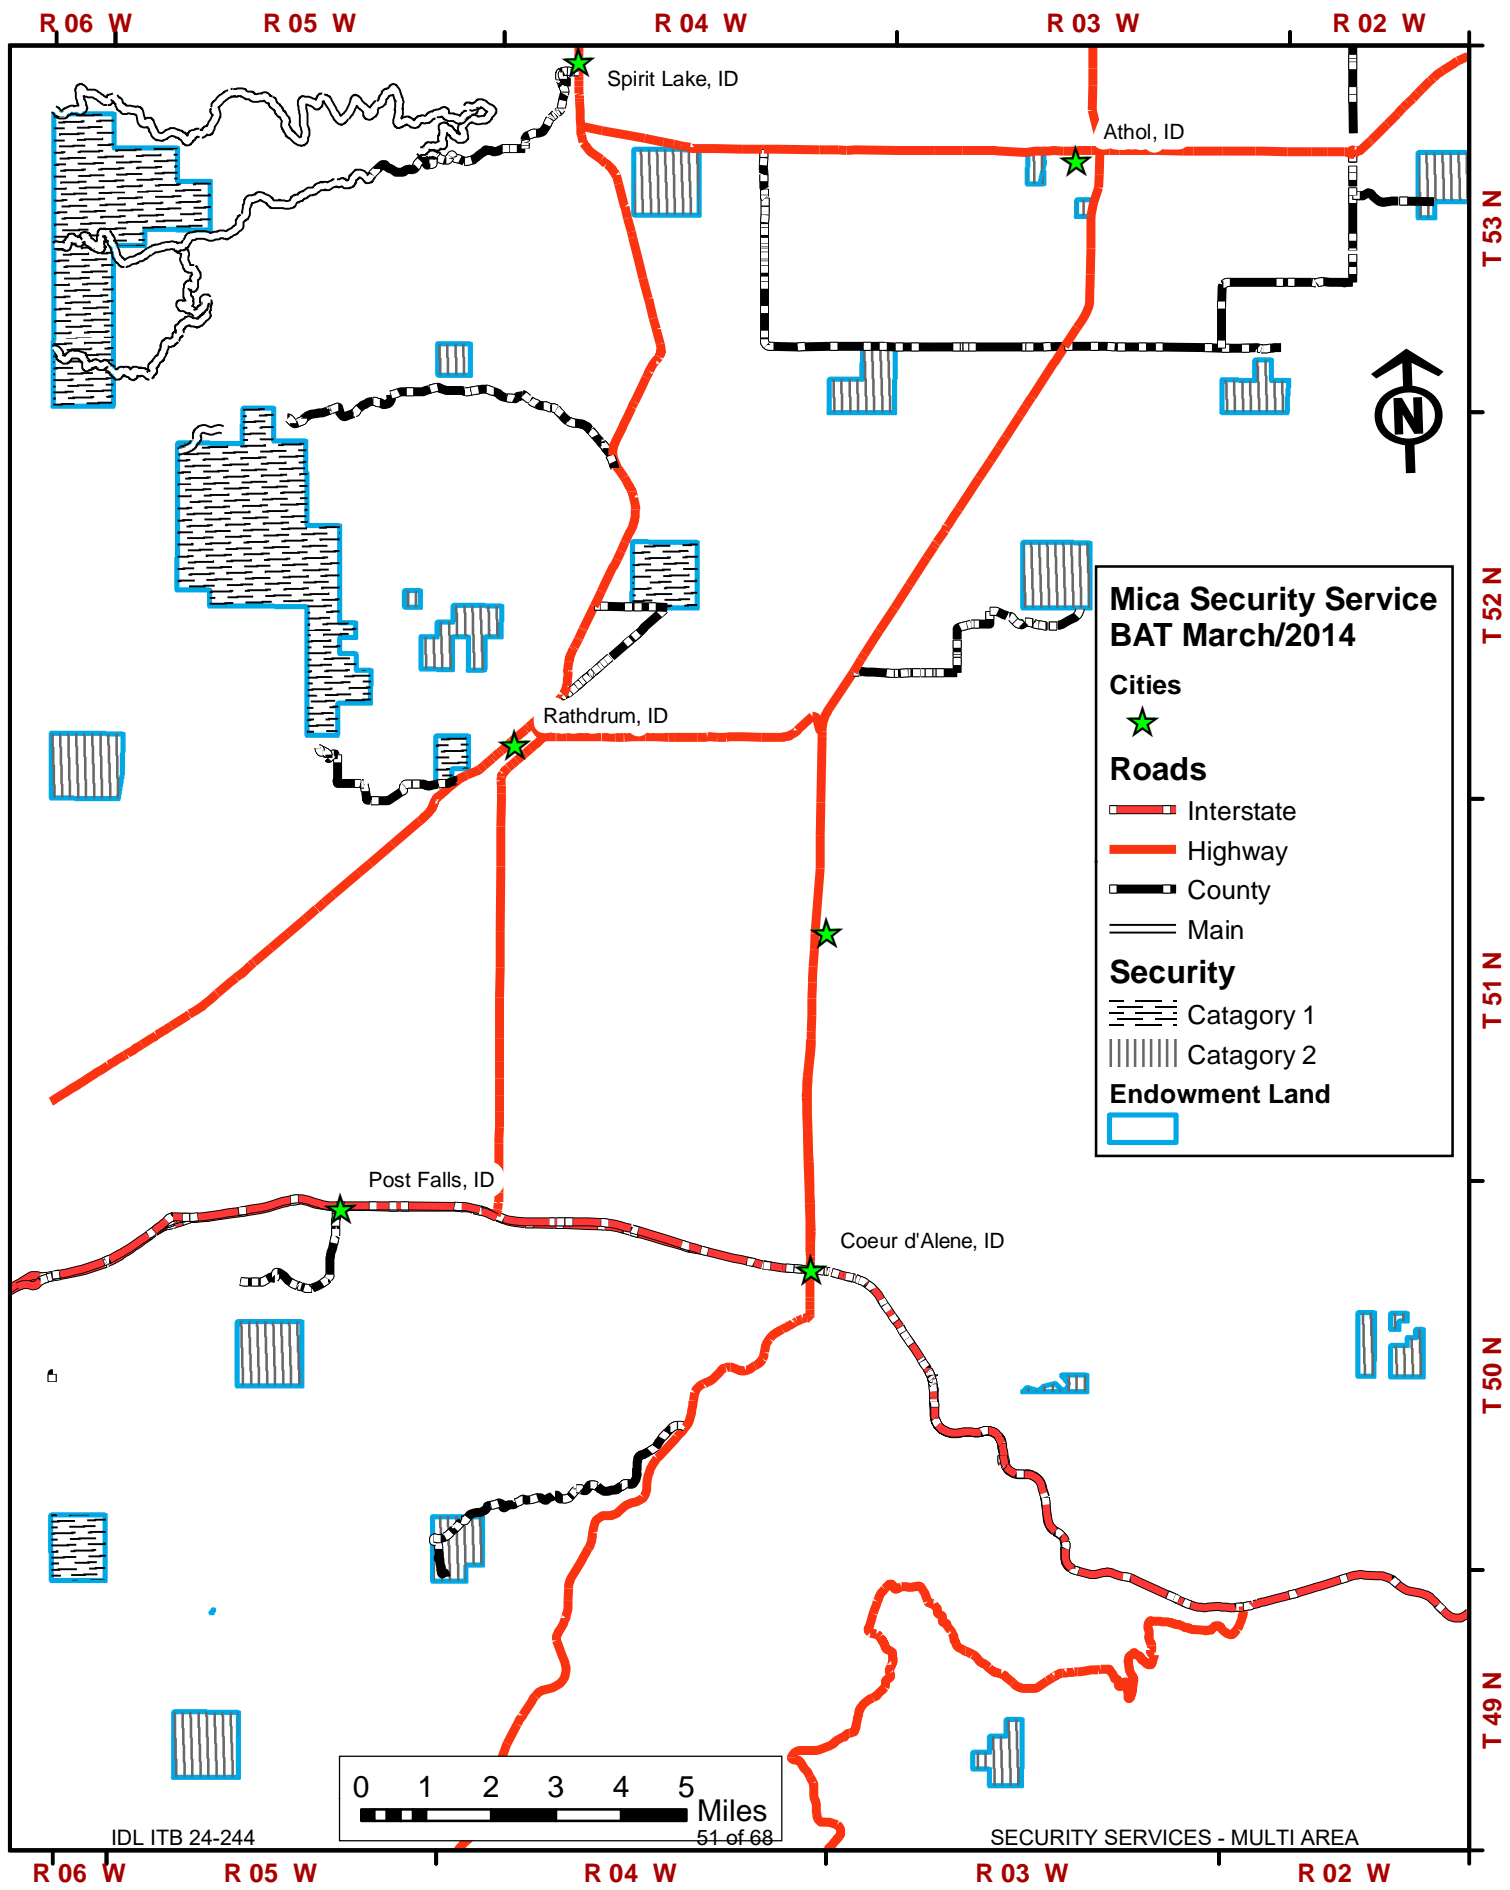 R 06 W R 05 W R 04 W R 03 W R 02 W
Spirit Lake, ID
Athol, ID
T 53 N
N
Mica Security Service
BAT March/2014
T 52 N
Cities
Rathdrum, ID
Roads
Interstate
Highway
County
Main
T 51 N
Security
Catagory 1
Catagory 2
Endowment Land
Post Falls, ID
Coeur d'Alene, ID
T 50 N
T 49 N
0 1 2 3 4 5
Miles
IDL ITB 24-244
51 of 68
SECURITY SERVICES - MULTI AREA
R 06 W R 05 W R 04 W R 03 W R 02 W